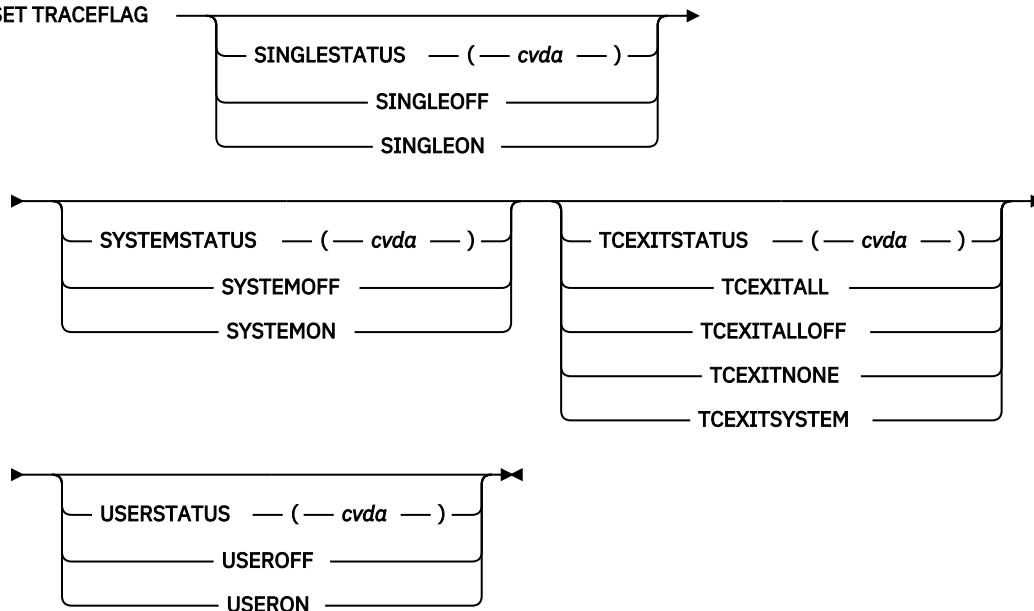 SET TRACEFLAG
SINGLESTATUS ( cvda )
SINGLEOFF
SINGLEON
SYSTEMSTATUS ( cvda )
SYSTEMOFF
SYSTEMON
TCEXITSTATUS ( cvda )
TCEXITALL
TCEXITALLOFF
TCEXITNONE
TCEXITSYSTEM
USERSTATUS ( cvda )
USEROFF
USERON